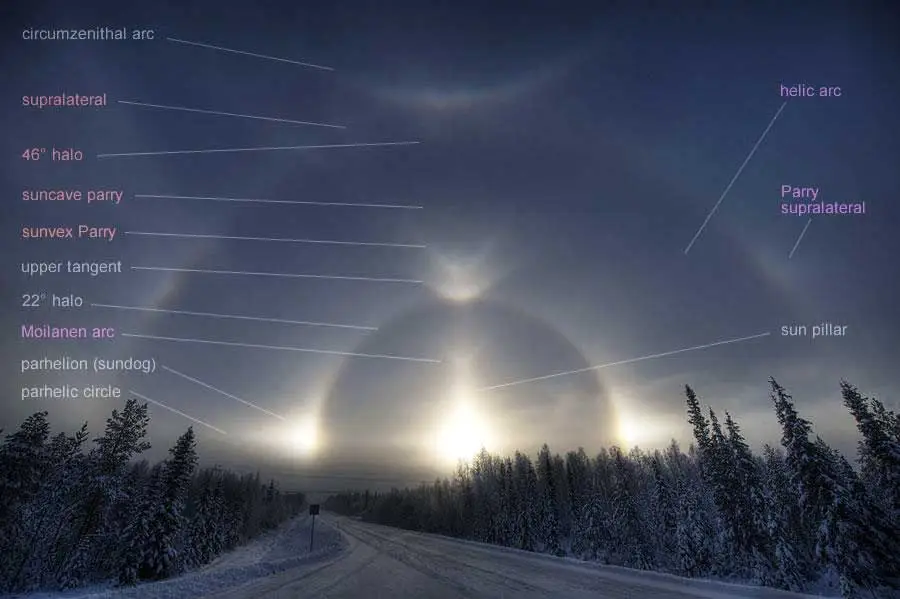 circumzenithal arc
supralateral
46° halo
suncave parry
sunvex Parry
upper tangent
22° halo
Moilanen arc
parhelion (sundog)
parhelic circle
helic arc
Parry
supralateral
sun pillar